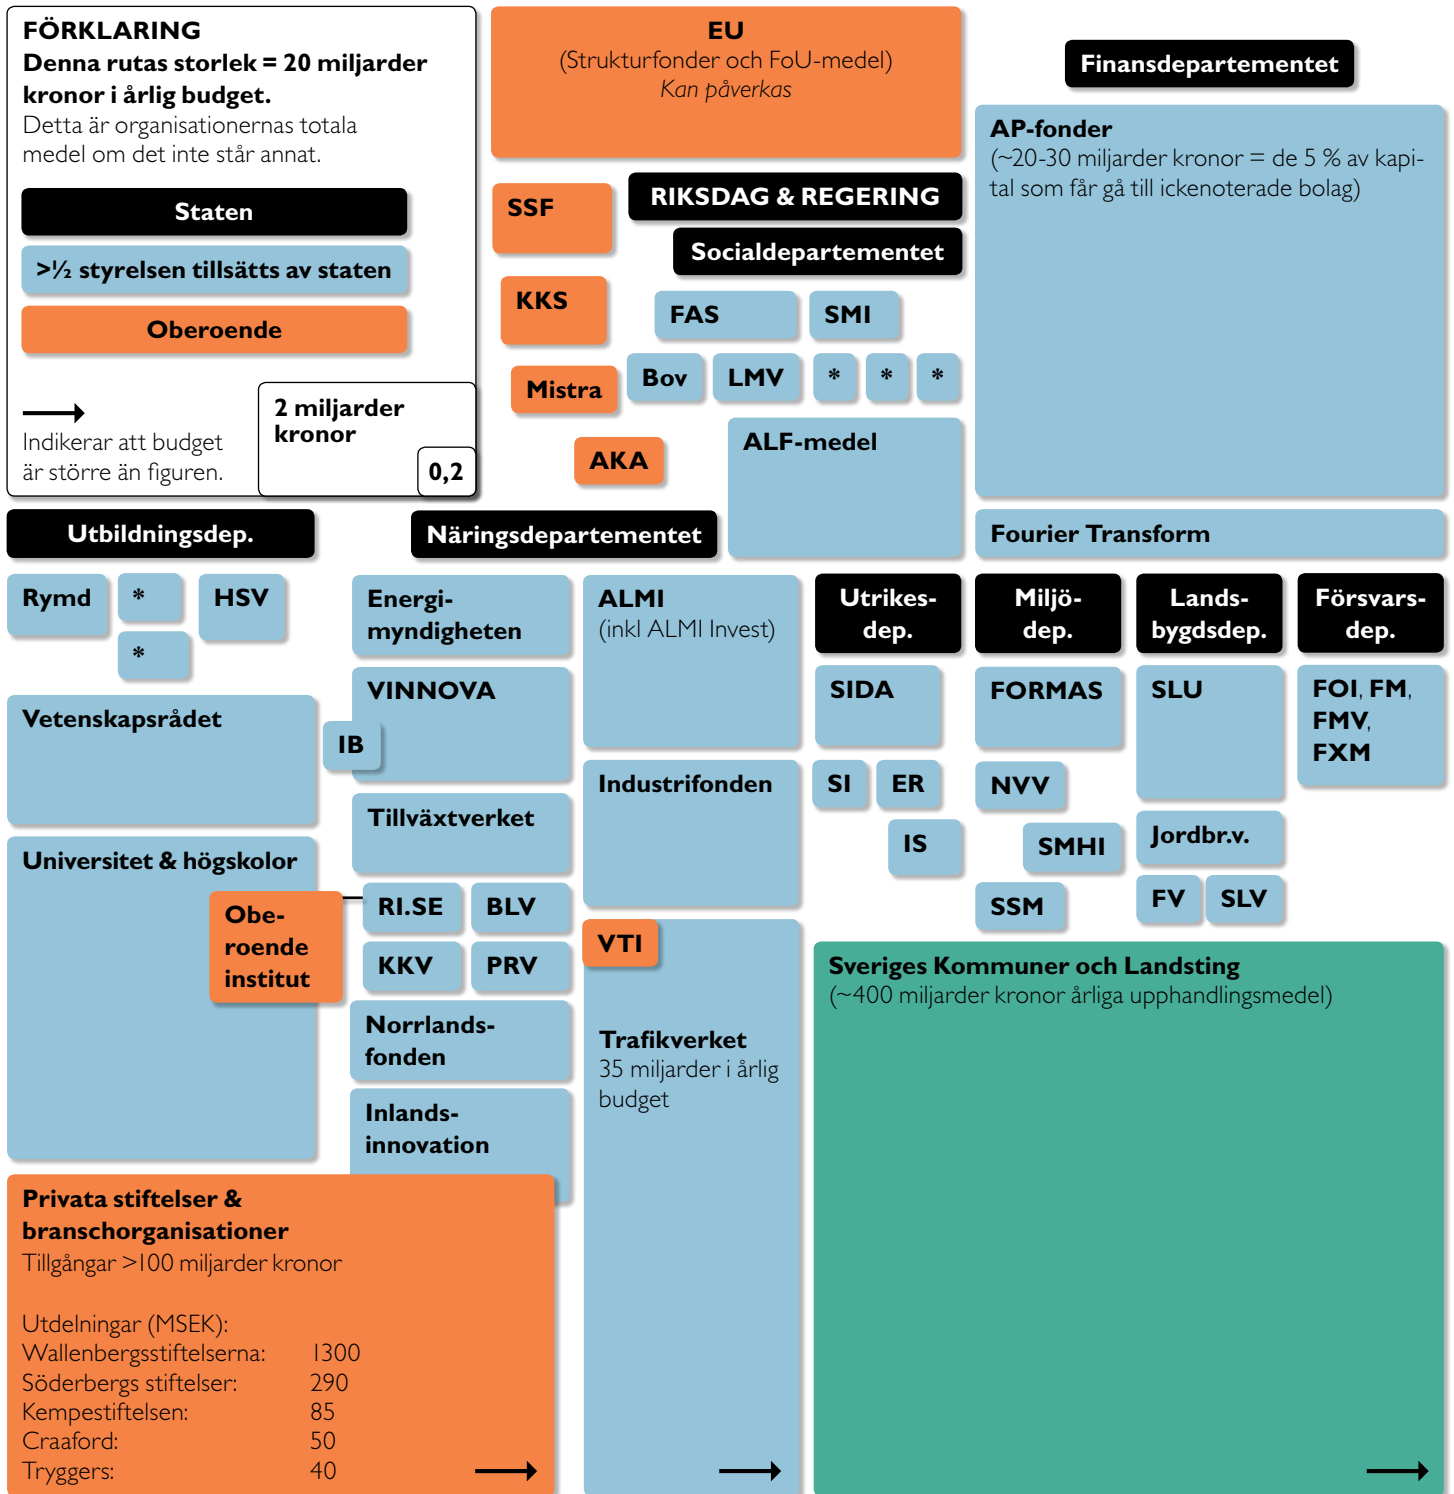 FÖRKLARING
Denna rutas storlek = 20 miljarder
kronor i årlig budget.
Detta är organisationernas totala
medel om det inte står annat.
Staten
>½ styrelsen tillsätts av staten
Oberoende
Indikerar att budget
är större än figuren.
2 miljarder
kronor
0,2
EU
(Strukturfonder och FoU-medel)
Kan påverkas
SSF
KKS
Mistra
AKA
RIKSDAG & REGERING
Socialdepartementet
FAS
SMI
Bov
LMV
*
*
*
ALF-medel
Finansdepartementet
AP-fonder
(~20-30 miljarder kronor = de 5 % av kapi-
tal som får gå till ickenoterade bolag)
Fourier Transform
Utbildningsdep.
Rymd
*
HSV
*
Vetenskapsrådet
Universitet & högskolor
Obe-
roende
institut
Näringsdepartementet
Energi-
myndigheten
VINNOVA
IB
Tillväxtverket
RI.SE
BLV
KKV
PRV
Norrlands-
fonden
Inlands-
innovation
ALMI
(inkl ALMI Invest)
Industrifonden
VTI
Trafikverket
35 miljarder i årlig
budget
Utrikes-
dep.
SIDA
SI
ER
IS
Miljö-
dep.
FORMAS
NVV
SMHI
SSM
Lands-
bygdsdep.
SLU
Jordbr.v.
FV
SLV
Försvars-
dep.
FOI, FM,
FMV,
FXM
Sveriges Kommuner och Landsting
(~400 miljarder kronor årliga upphandlingsmedel)
Privata stiftelser &
branschorganisationer
Tillgångar >100 miljarder kronor
Utdelningar (MSEK):
Wallenbergsstiftelserna: 1300
Söderbergs stiftelser: 290
Kempestiftelsen: 85
Craaford: 50
Tryggers: 40